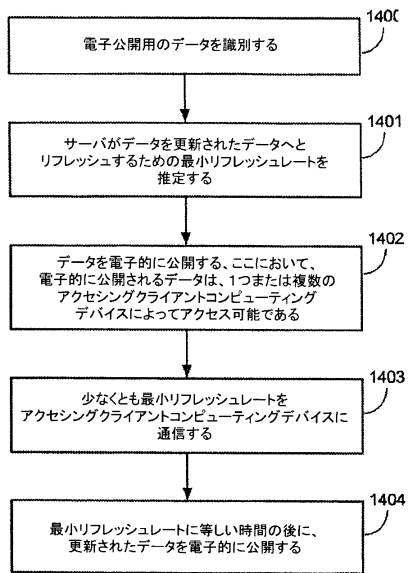 1400
電子公開用のデータを識別する
1401
サーバがデータを更新されたデータへと
リフレッシュするための最小リフレッシュレートを
推定する
1402
データを電子的に公開する、ここにおいて、
電子的に公開されるデータは、1つまたは複数の
アクセシングクライアントコンピューティング
デバイスによってアクセス可能である
1403
少なくとも最小リフレッシュレートを
アクセシングクライアントコンピューティングデバイスに
通信する
1404
最小リフレッシュレートに等しい時間の後に、
更新されたデータを電子的に公開する